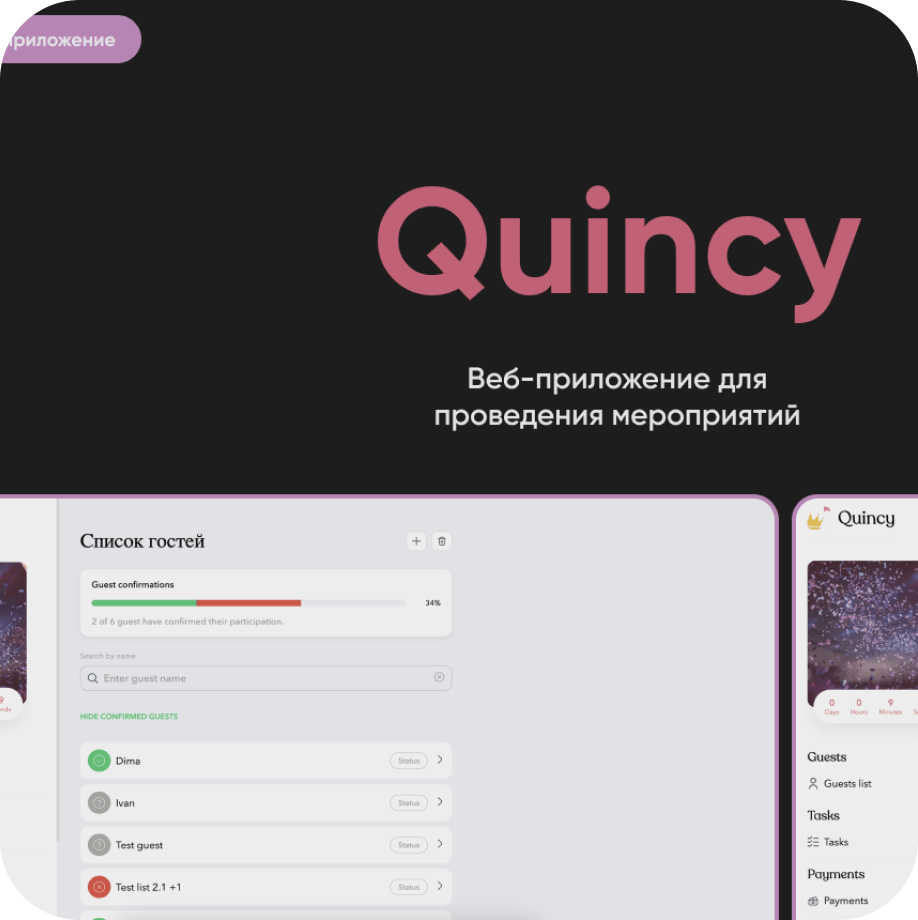 приложение
Quincy
Веб-приложение для
проведения мероприятий
Список гостей
Guest confirmations
34%
2 of 6 guest have confirmed their participation.
Search by name
Enter guest name
HIDE CONFIRMED GUESTS
Dima
Status
Ivan
Status
Test guest
Status
Test list 2.1 +1
Status
9
nds
Quincy
0 0 9
Days Hours Minutes S
Guests
Guests list
Tasks
Tasks
Payments
Payments